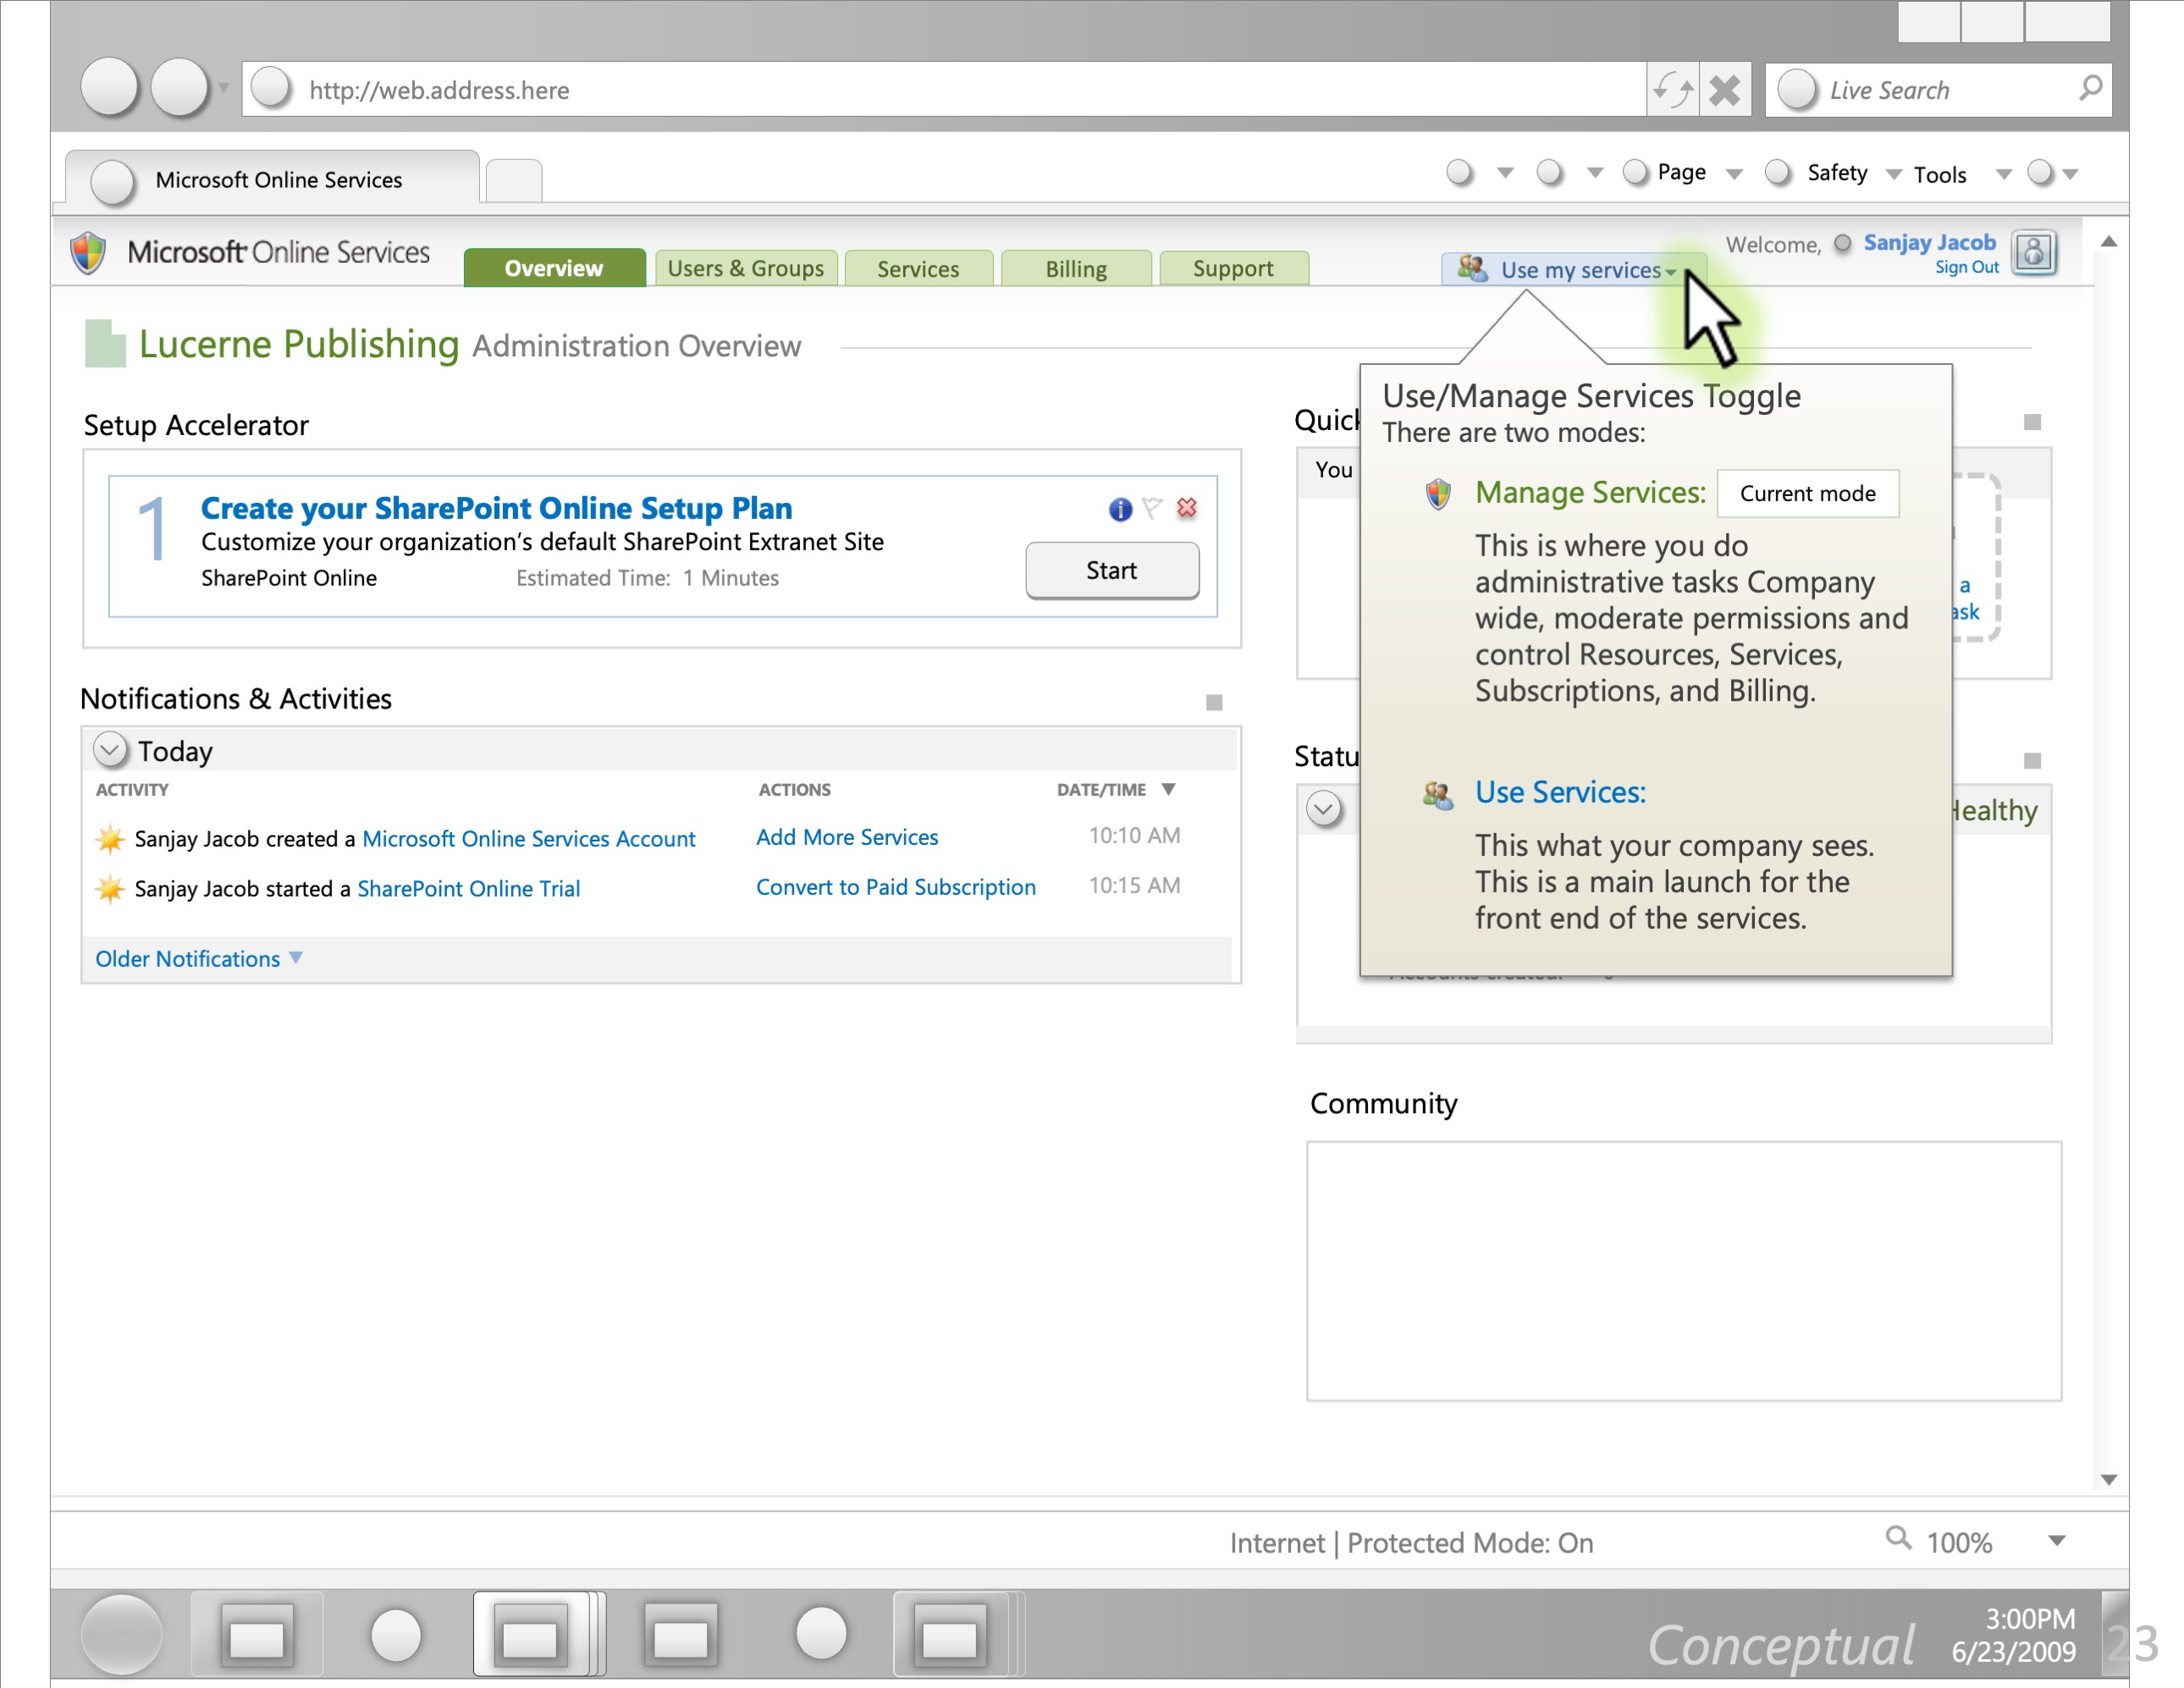 http://web.address.here
Live Search
Microsoft Online Services
Page
Safety
Tools
Microsoft Online Services
Overview
Users & Groups
Services
Billing
Support
Use my services
Welcome,
Sanjay Jacob
Sign Out
Lucerne Publishing Administration Overview
Setup Accelerator
1
Create your SharePoint Online Setup Plan
Customize your organization’s default SharePoint Extranet Site
SharePoint Online
Estimated Time: 1 Minutes
Start
Notifications & Activities
Today
ACTIVITY
ACTIONS
DATE/TIME
Sanjay Jacob created a Microsoft Online Services Account
Add More Services
10:10 AM
Sanjay Jacob started a SharePoint Online Trial
Convert to Paid Subscription
10:15 AM
Older Notifications
Quick
You
a
ask
Use/Manage Services Toggle
There are two modes:
Manage Services:
Current mode
This is where you do
administrative tasks Company
wide, moderate permissions and
control Resources, Services,
Subscriptions, and Billing.
Use Services:
This what your company sees.
This is a main launch for the
front end of the services.
Statu
Healthy
Community
Internet | Protected Mode: On
100%
Conceptual
3:00PM
6/23/2009
23